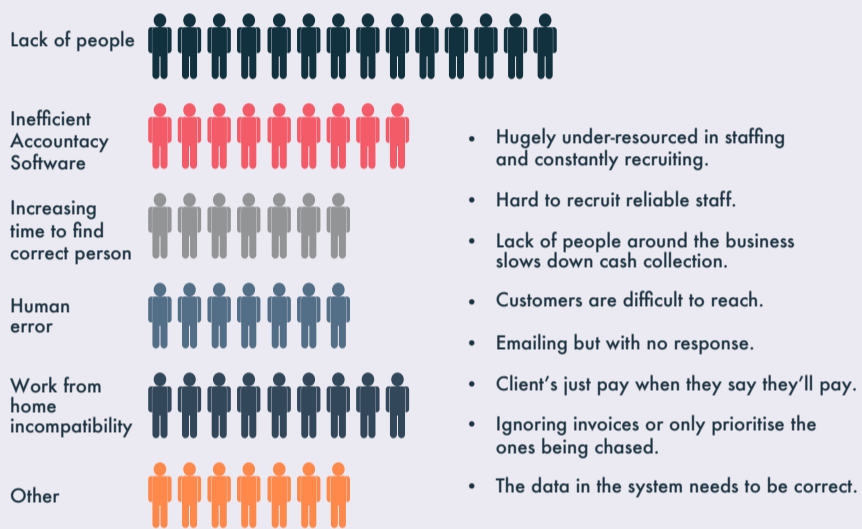 Lack of people
Inefficient
Accountacy
Software
Increasing
time to find
correct person
Human
error
Work from
home
incompatibility
Other
• Hugely under-resourced in staffing
and constantly recruiting.
• Hard to recruit reliable staff.
• Lack of people around the business
slows down cash collection.
• Customers are difficult to reach.
• Emailing but with no response.
• Client's just pay when they say they'll pay.
• Ignoring invoices or only prioritise the
ones being chased.
• The data in the system needs to be correct.